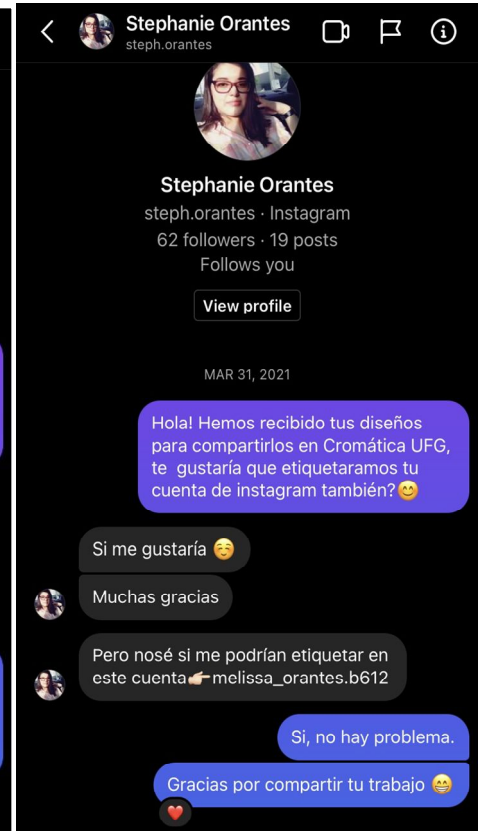 Stephanie Orantes
steph.orantes
Stephanie Orantes
steph.orantes · Instagram
62 followers · 19 posts
Follows you
View profile
MAR 31, 2021
Hola! Hemos recibido tus diseños
para compartirlos en Cromática UFG,
te gustaría que etiquetaramos tu
cuenta de instagram también?😊
Si me gustaría ☺️
Muchas gracias
Pero nosé si me podrían etiquetar en
este cuenta👉🏻melissa_orantes.b612
Si, no hay problema.
Gracias por compartir tu trabajo 😁
❤️